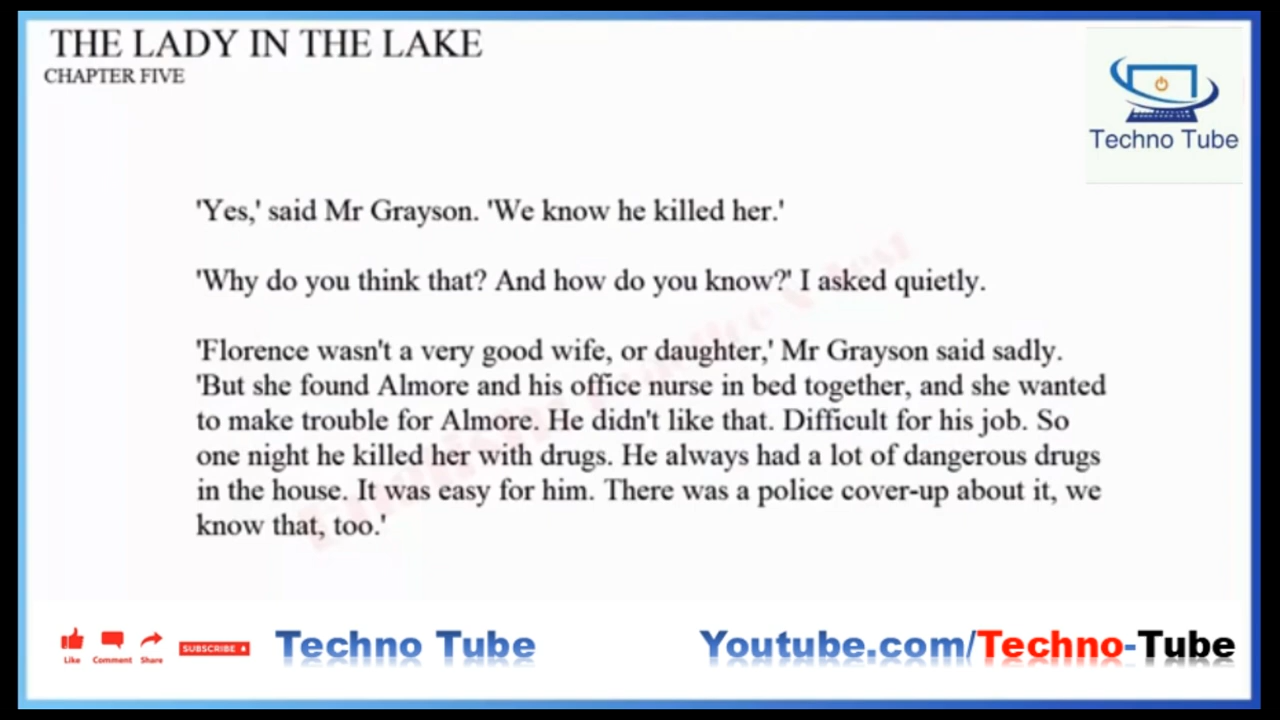 THE LADY IN THE LAKE
CHAPTER FIVE
Techno Tube
'Yes,' said Mr Grayson. 'We know he killed her.'
'Why do you think that? And how do you know?' I asked quietly.
'Florence wasn't a very good wife, or daughter,' Mr Grayson said sadly.
'But she found Almore and his office nurse in bed together, and she wanted
to make trouble for Almore. He didn't like that. Difficult for his job. So
one night he killed her with drugs. He always had a lot of dangerous drugs
in the house. It was easy for him. There was a police cover-up about it, we
know that, too.'
Like Comment Share SUBSCRIBE Techno Tube Youtube.com/Techno-Tube